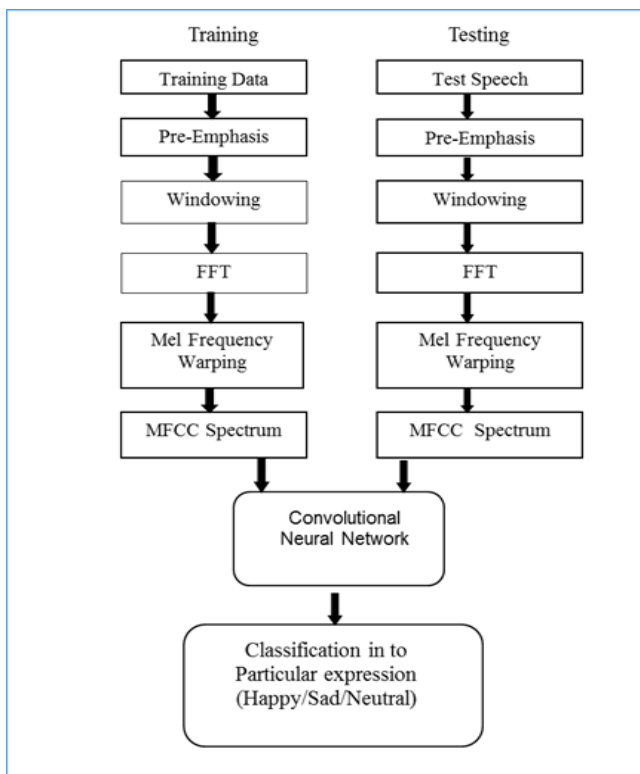 Training
Testing
Training Data
Test Speech
Pre-Emphasis
Pre-Emphasis
Windowing
Windowing
FFT
FFT
Mel Frequency
Warping
Mel Frequency
Warping
MFCC Spectrum
MFCC Spectrum
Convolutional
Neural Network
Classification in to
Particular expression
(Happy/Sad/Neutral)